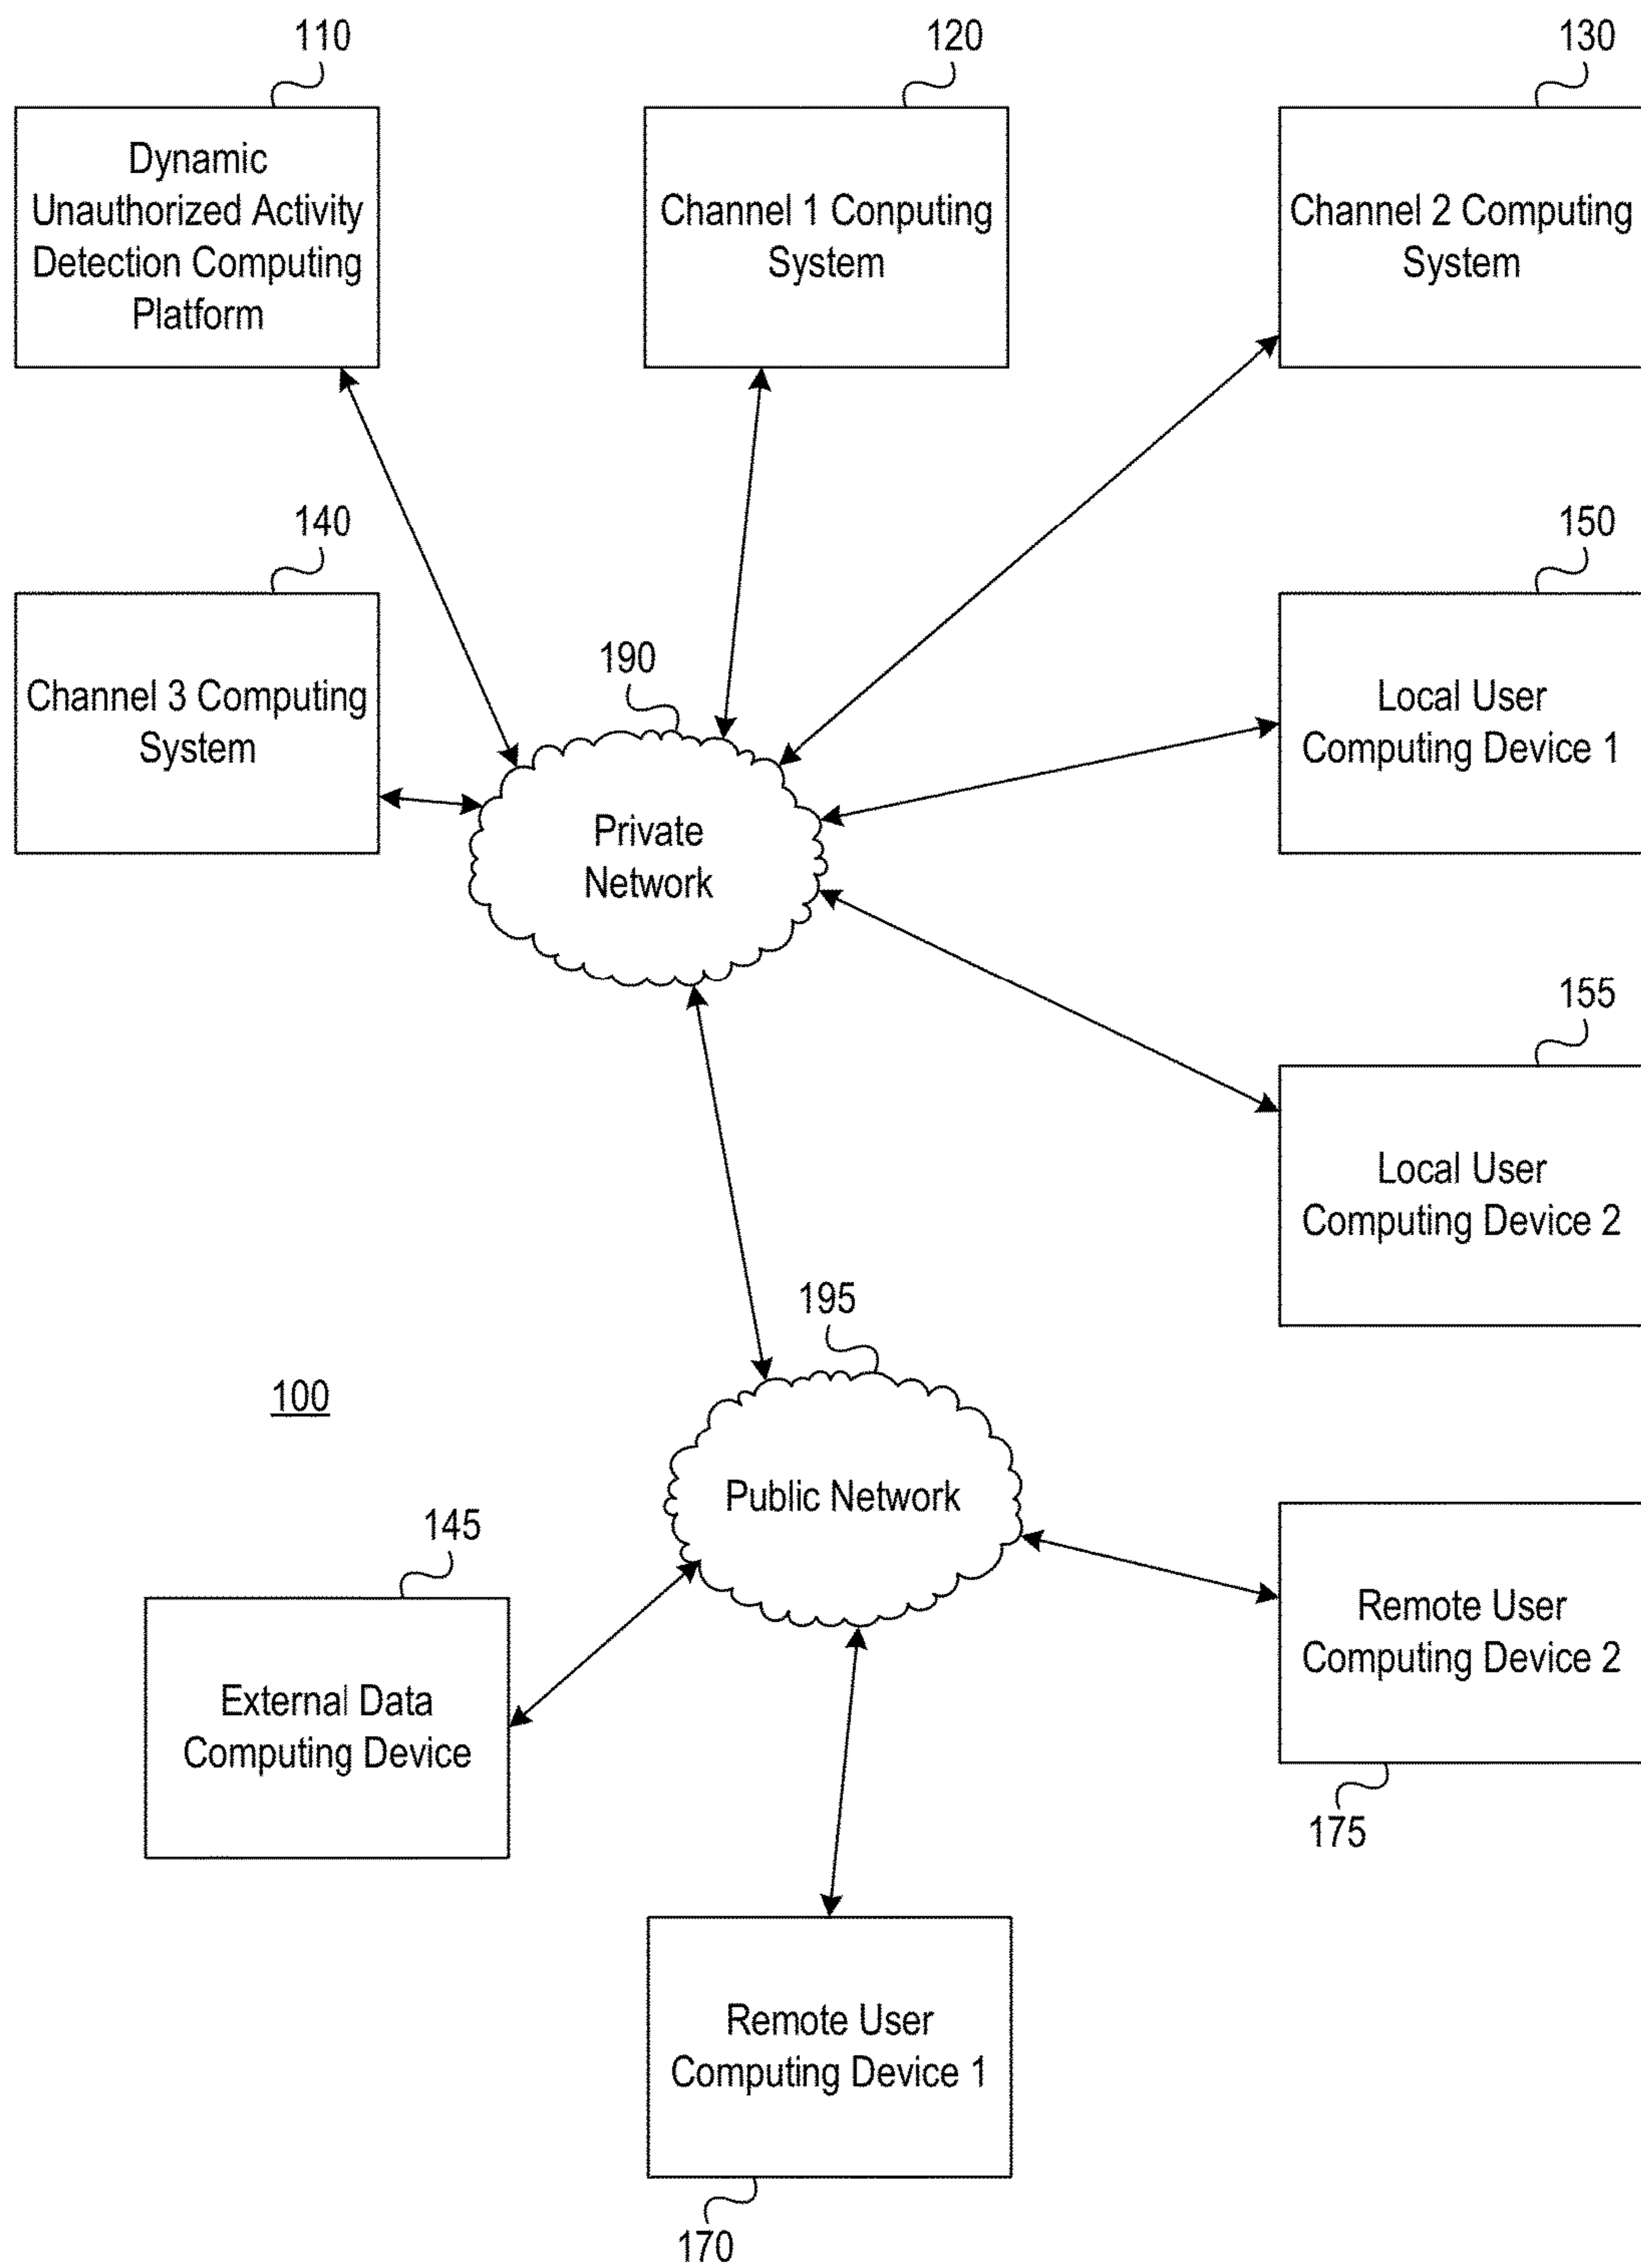 110
120
130
Dynamic
Unauthorized Activity
Detection Computing
Platform
Channel 1 Conputing
System
Channel 2 Computing
System
140
150
190
Channel 3 Computing
System
Local User
Computing Device 1
Private
Network
155
Local User
Computing Device 2
195
100
Public Network
145
Remote User
Computing Device 2
External Data
Computing Device
175
Remote User
Computing Device 1
170